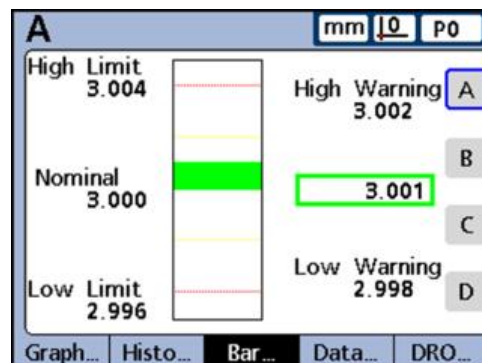 A
mm 0 P0
High Limit
3.004
High Warning
3.002
A
B
Nominal
3.000
3.001
C
Low Warning
2.998
D
Low Limit
2.996
Graph... Histo... Bar... Data... DRO...